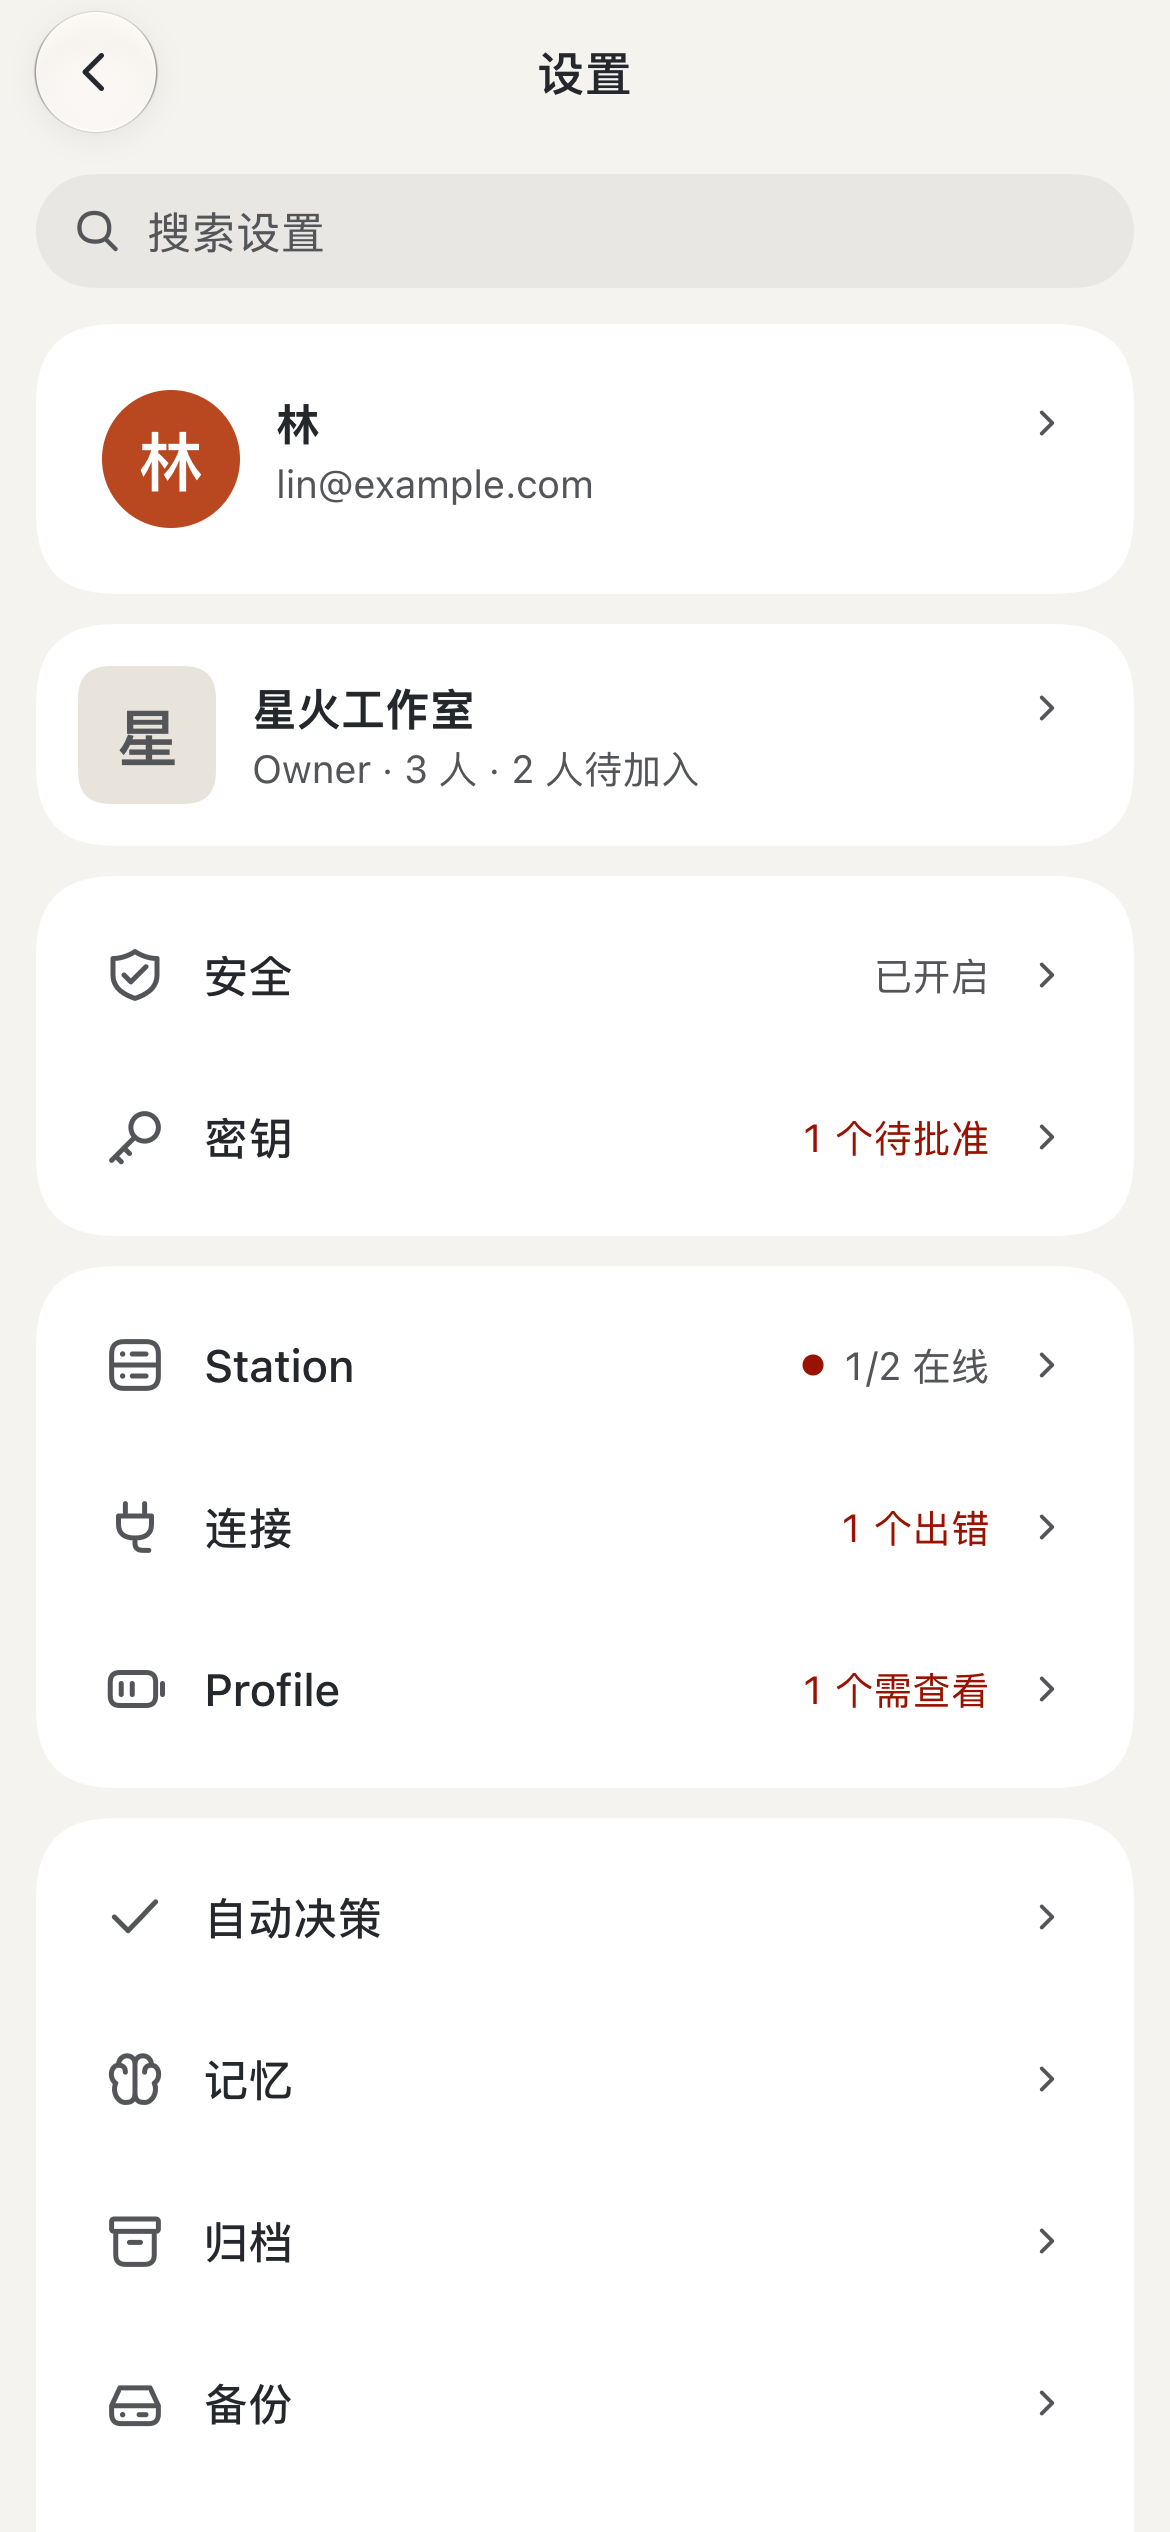 设置
搜索设置
林
林
lin@example.com
星
星火工作室
Owner · 3 人 · 2 人待加入
安全 已开启
密钥 1 个待批准
Station 1/2 在线
连接 1 个出错
Profile 1 个需查看
自动决策
记忆
归档
备份